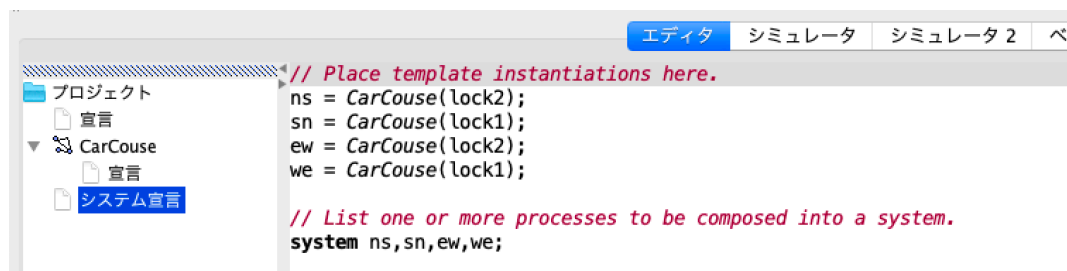 エディタ シミュレータ シミュレータ 2
プロジェクト
宣言
CarCouse
宣言
システム宣言
// Place template instantiations here.
ns = CarCouse(lock2);
sn = CarCouse(lock1);
ew = CarCouse(lock2);
we = CarCouse(lock1);
// List one or more processes to be composed into a system.
system ns,sn,ew,we;